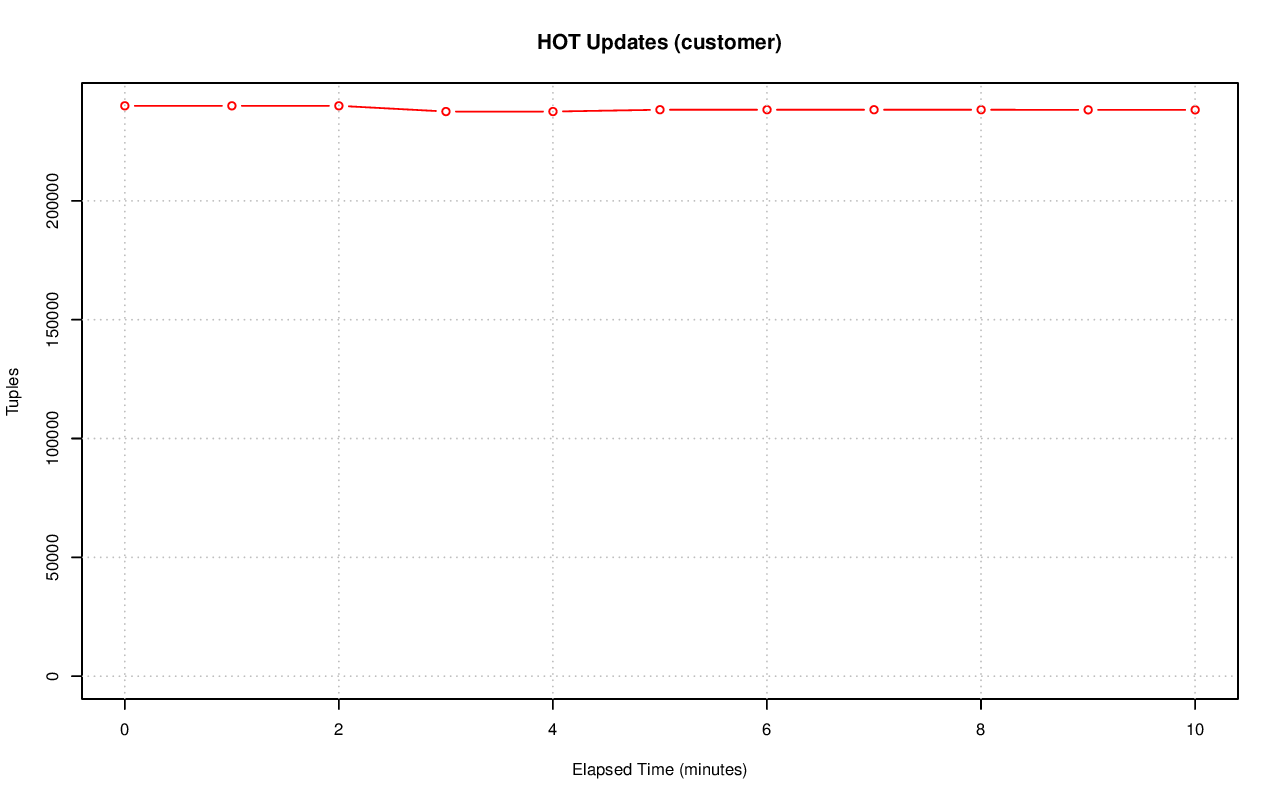 HOT Updates (customer)
Tuples
200000
150000
100000
50000
0
0 2 4 6 8 10
Elapsed Time (minutes)